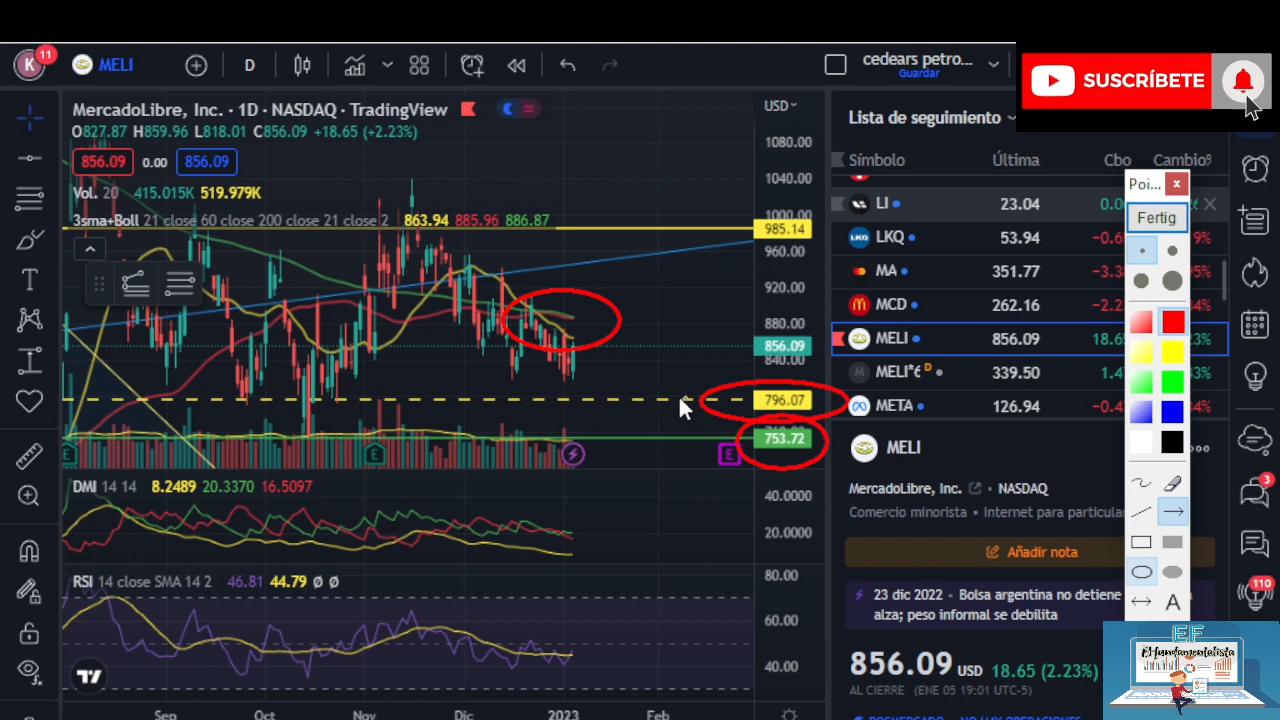 K
11
MELI
D
cedears petro...
Guardar
SUSCRÍBETE
MercadoLibre, Inc. · 1D · NASDAQ · TradingView
O827.87 H859.96 L818.01 C856.09 +18.65 (+2.23%)
856.09 0.00 856.09
Vol. 20 415.015K 519.979K
3sma+Boll 21 close 60 close 200 close 21 close 2 863.94 885.96 886.87
USD
1080.00
1040.00
1000.00
985.14
960.00
920.00
880.00
856.09
840.00
796.07
753.72
E
E
E
DMI 14 14 8.2489 20.3370 16.5097
40.0000
20.0000
RSI 14 close SMA 14 2 46.81 44.79 Ø Ø
80.00
60.00
40.00
Sep Oct Nov Dic 2023 Feb
Lista de seguimiento
Símbolo Última Cbo Cambio%
LI 23.04
LKQ 53.94
MA 351.77
MCD 262.16
MELI 856.09
MELI*6 D 339.50
META 126.94
Poi... x
Fertig
A
MELI
MercadoLibre, Inc. · NASDAQ
Comercio minorista • Internet para particular
Añadir nota
23 dic 2022 - Bolsa argentina no detiene
alza; peso informal se debilita
856.09 USD 18.65 (2.23%)
AL CIERRE (ENE 05 19:01 UTC-5)
3
110
EF
El fundamentalista